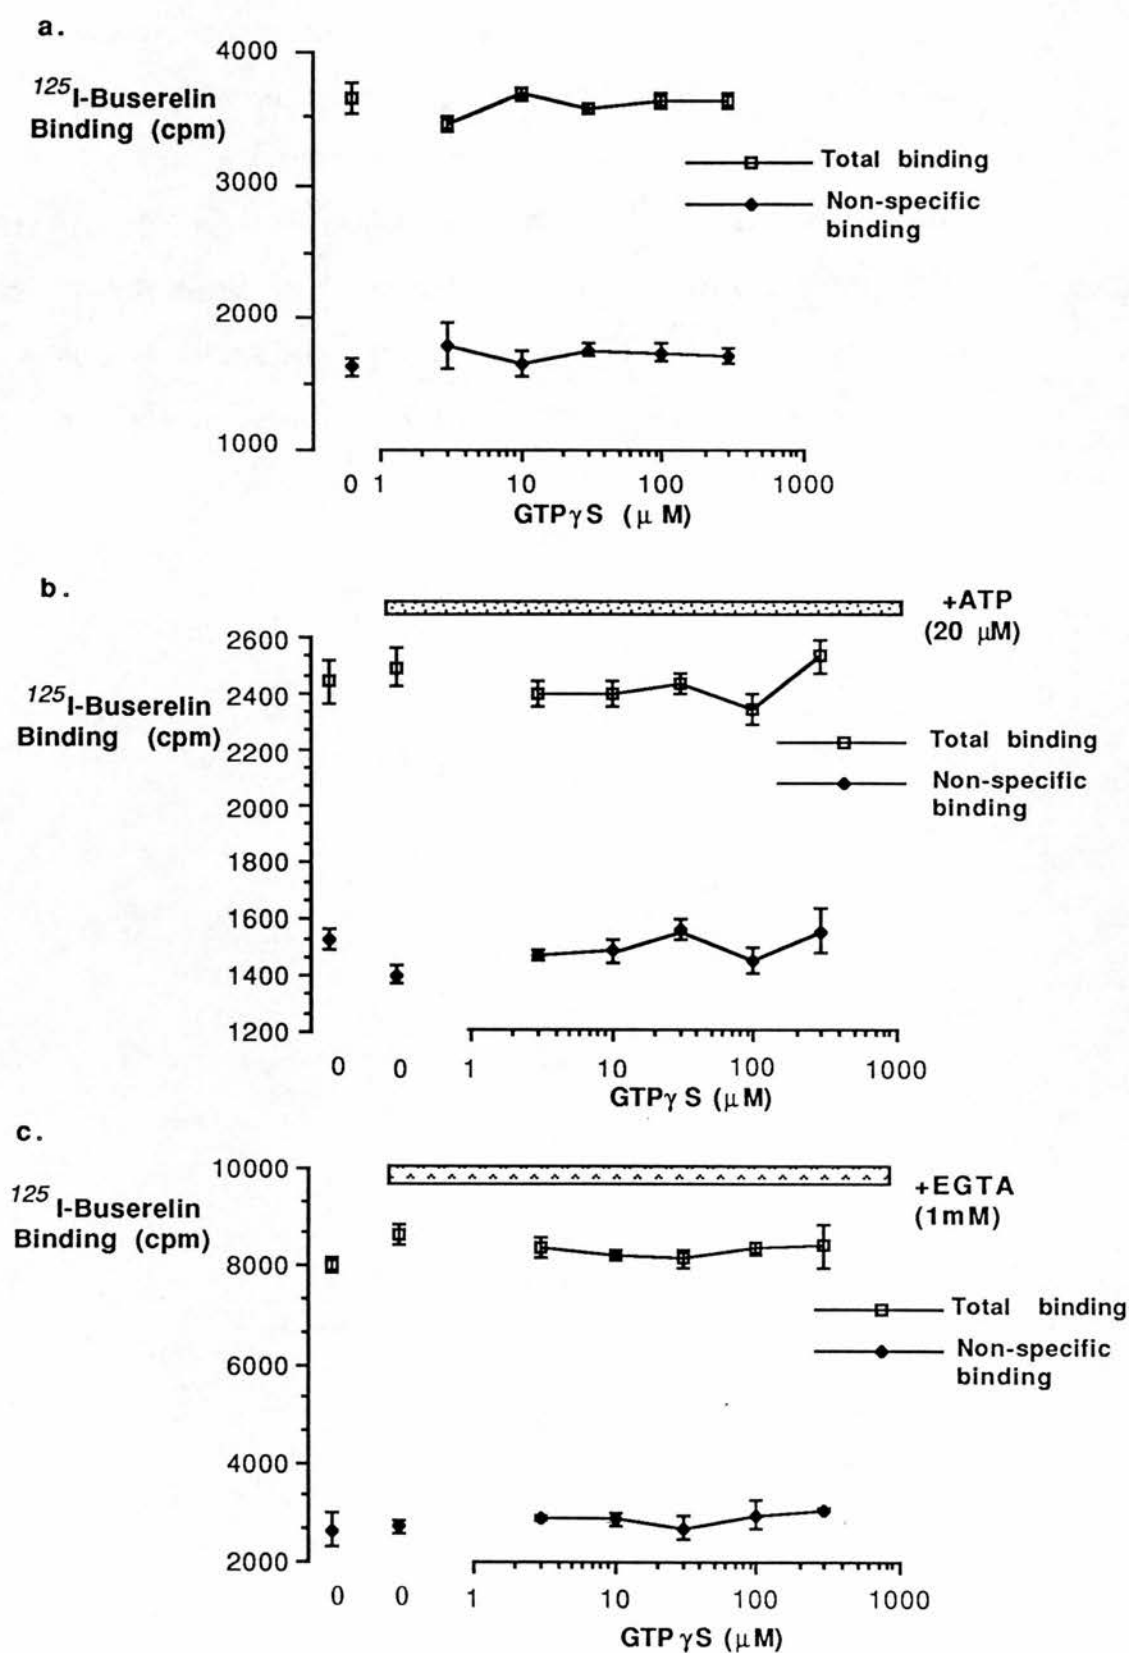 a.
4000
125I-Buserelin
Binding (cpm)
3000
2000
1000
Total binding
Non-specific
binding
0 1 10 100 1000
GTPγS (μ M)
b.
+ATP
(20 μM)
2600
125I-Buserelin
Binding (cpm)
2400
2200
2000
1800
1600
1400
1200
Total binding
Non-specific
binding
0 0 1 10 100 1000
GTPγ S (μM)
c.
10000
+EGTA
(1mM)
125
I-Buserelin
Binding (cpm)
8000
6000
4000
2000
Total binding
Non-specific
binding
0 0 1 10 100 1000
GTPγS (μM)